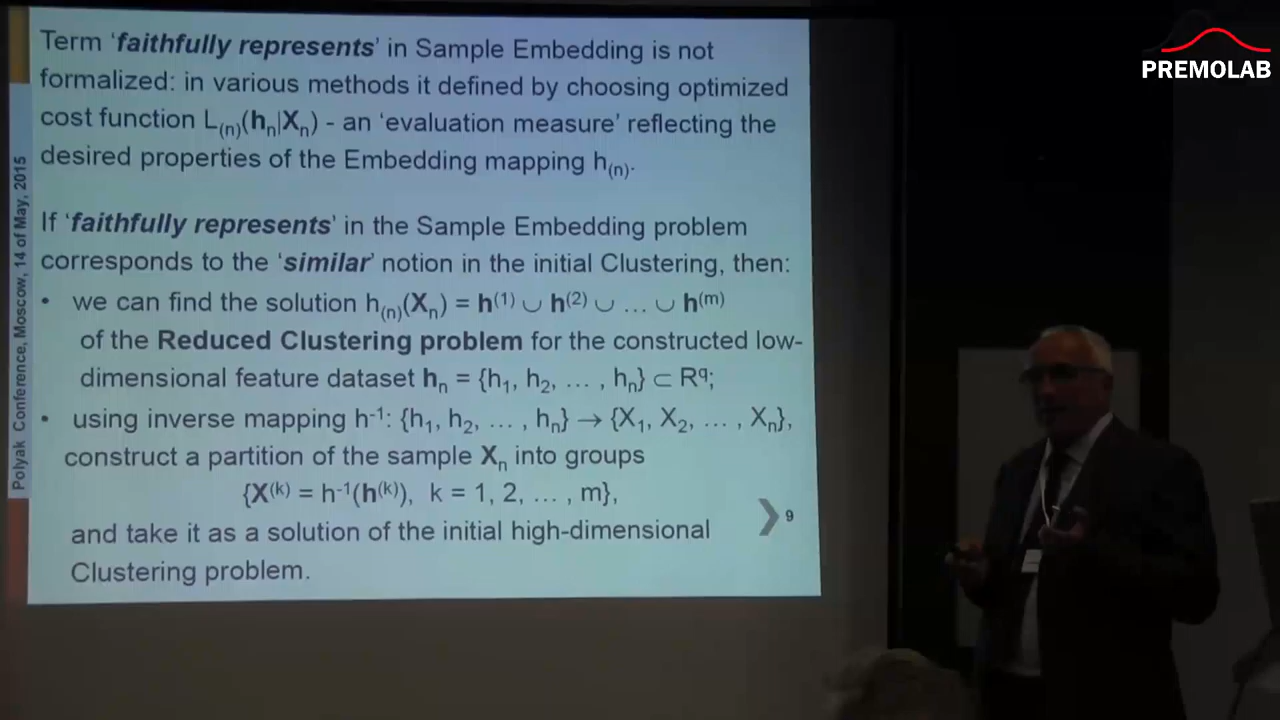 Term ‘faithfully represents’ in Sample Embedding is not
formalized: in various methods it defined by choosing optimized
cost function L(n)(hn|Xn) - an ‘evaluation measure’ reflecting the
desired properties of the Embedding mapping h(n).
If ‘faithfully represents’ in the Sample Embedding problem
corresponds to the ‘similar’ notion in the initial Clustering, then:
• we can find the solution h(n)(Xn) = h(1) ∪ h(2) ∪ … ∪ h(m)
of the Reduced Clustering problem for the constructed low-
dimensional feature dataset hn = {h1, h2, … , hn} ⊂ Rq;
• using inverse mapping h-1: {h1, h2, … , hn} → {X1, X2, … , Xn},
construct a partition of the sample Xn into groups
{X(k) = h-1(h(k)), k = 1, 2, … , m},
and take it as a solution of the initial high-dimensional
Clustering problem.
9
Polyak Conference, Moscow, 14 of May, 2015
PREMOLAB